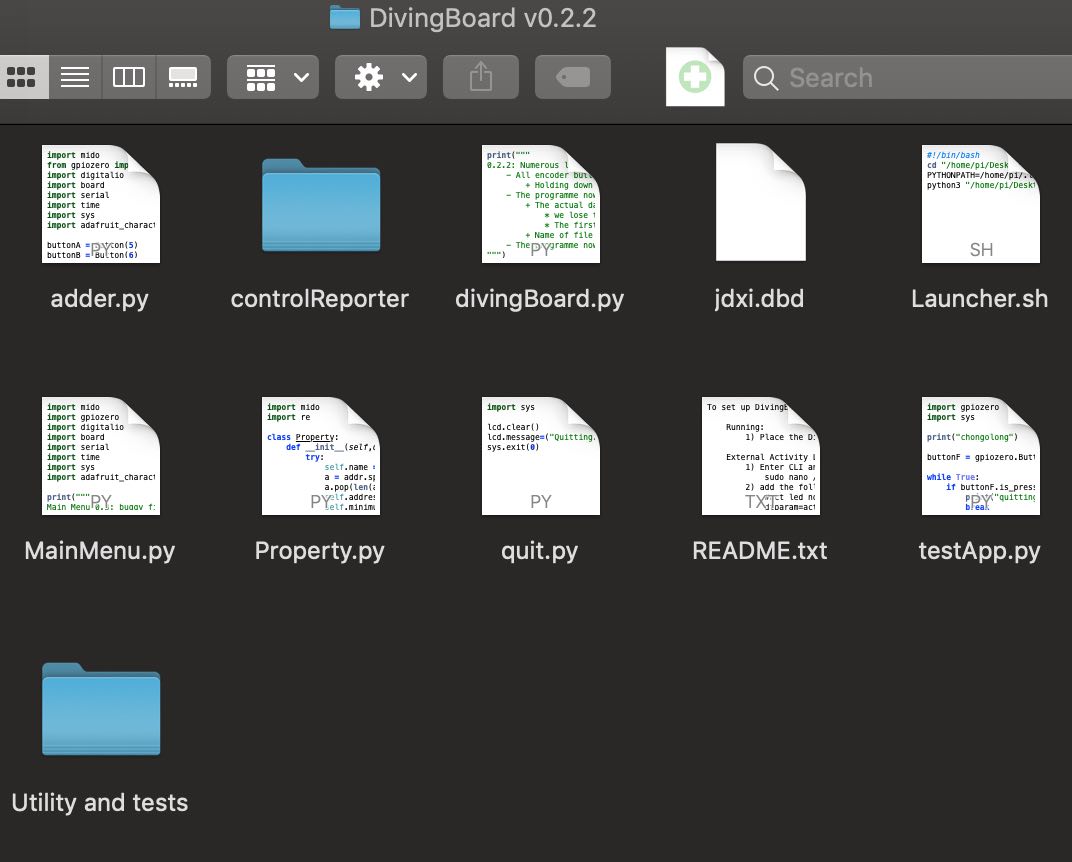 DivingBoard v0.2.2
Search
import mido
from gpiozero imp
import digitalio
import board
import serial
import time
import sys
import adafruit_charact
buttonA = Button(5)
buttonB = Button(6)
PY
adder.py
controlReporter
print("""
0.2.2: Numerous l
- All encoder butt
+ Holding down
- The programme now
+ The actual da
* we lose t
* The first
+ Name of file
- The programme now
""")
PY
divingBoard.py
jdxi.dbd
#!/bin/bash
cd "/home/pi/Desk
PYTHONPATH=/home/pi/.
python3 "/home/pi/Deskt
SH
Launcher.sh
import mido
import gpiozero
import digitalio
import board
import serial
import time
import sys
import adafruit_charact
print("""
Main Menu 0.3: buggy fi
PY
MainMenu.py
import mido
import re
class Property:
def __init__(self,
try:
self.name =
a = addr.sp
a.pop(len(a
self.addres
self.minimu
PY
Property.py
import sys
lcd.clear()
lcd.message=("Quitting.
sys.exit(0)
PY
quit.py
To set up DivingB
Running:
1) Place the D
External Activity L
1) Enter CLI an
sudo nano /
2) add the foll
act_led
dtparam=act
TXT
README.txt
import gpiozero
import sys
print("chongolong")
buttonF = gpiozero.Butt
while True:
if buttonF.is_press
print("quitting
break
PY
testApp.py
Utility and tests